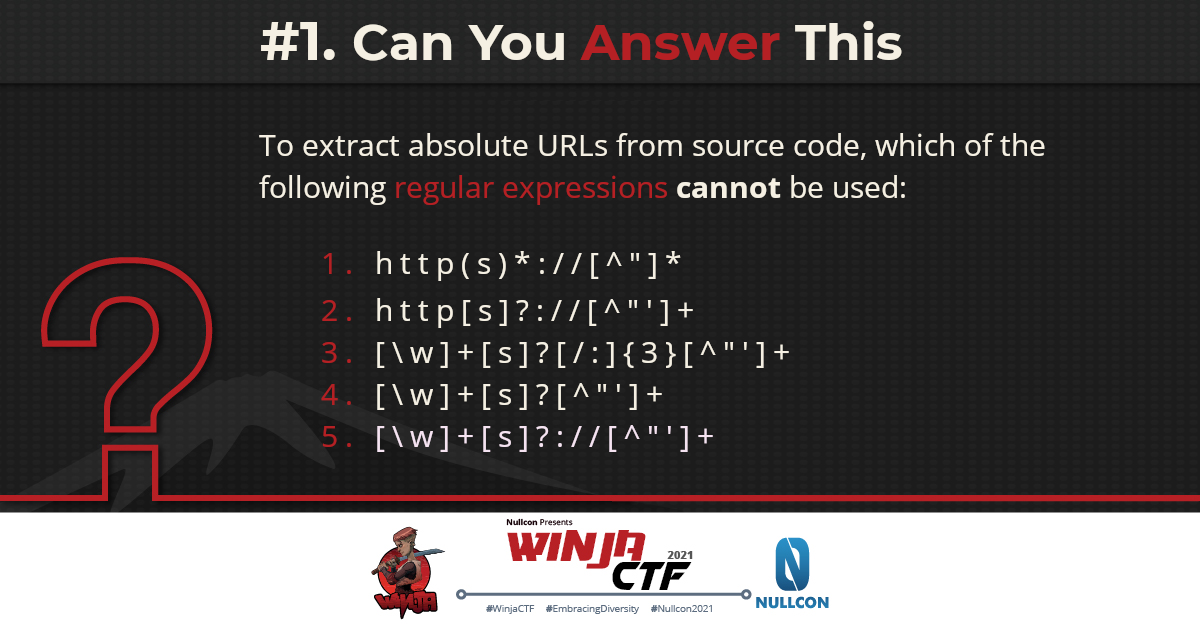 #1. Can You Answer This
To extract absolute URLs from source code, which of the
following regular expressions cannot be used:
1. http(s)*://[^"]*
2. http[s]?://[^"']+
3. [\w]+[s]?[/:]{3}[^"']+
4. [\w]+[s]?[^"']+
5. [\w]+[s]?://[^"']+
Nullcon Presents
WINJA
2021
CTF
WINJA
NULLCON
#WinjaCTF #EmbracingDiversity #Nullcon2021